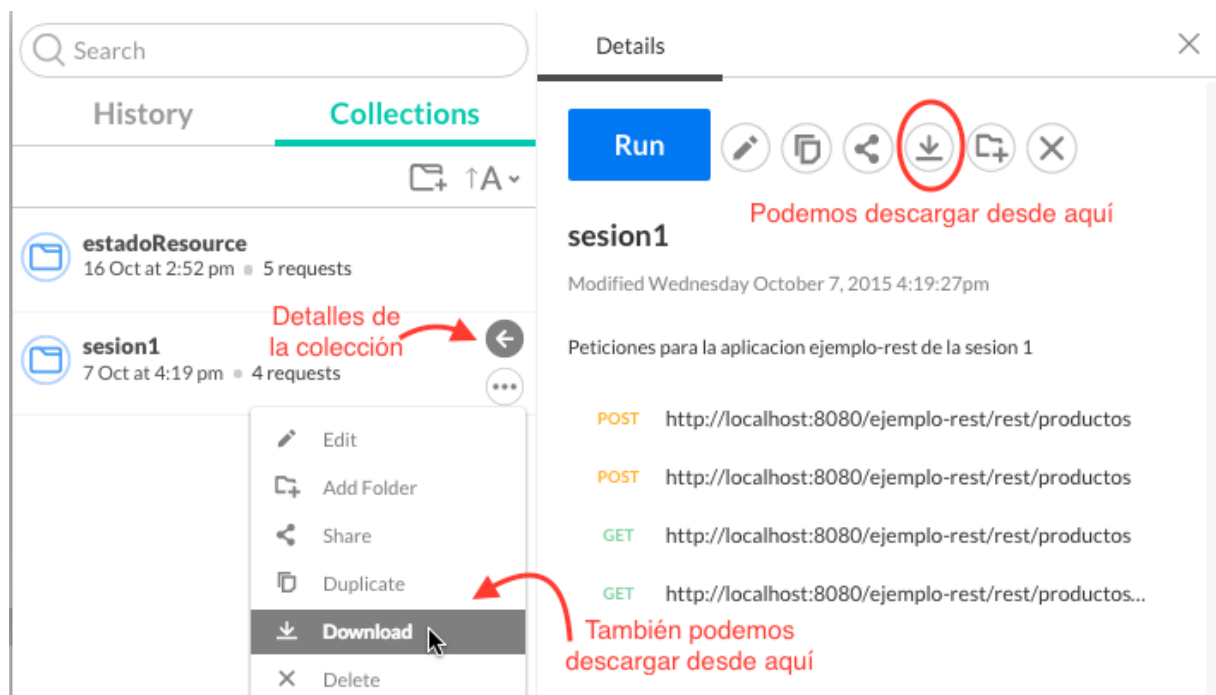 Search
History
Collections
↑A
estadoResource
16 Oct at 2:52 pm • 5 requests
Detalles de
la colección
sesion1
7 Oct at 4:19 pm • 4 requests
Edit
Add Folder
Share
Duplicate
Download
Delete
Details
Run
Podemos descargar desde aquí
sesion1
Modified Wednesday October 7, 2015 4:19:27pm
Peticiones para la aplicacion ejemplo-rest de la sesion 1
POST http://localhost:8080/ejemplo-rest/rest/productos
POST http://localhost:8080/ejemplo-rest/rest/productos
GET http://localhost:8080/ejemplo-rest/rest/productos
GET http://localhost:8080/ejemplo-rest/rest/productos...
También podemos
descargar desde aquí